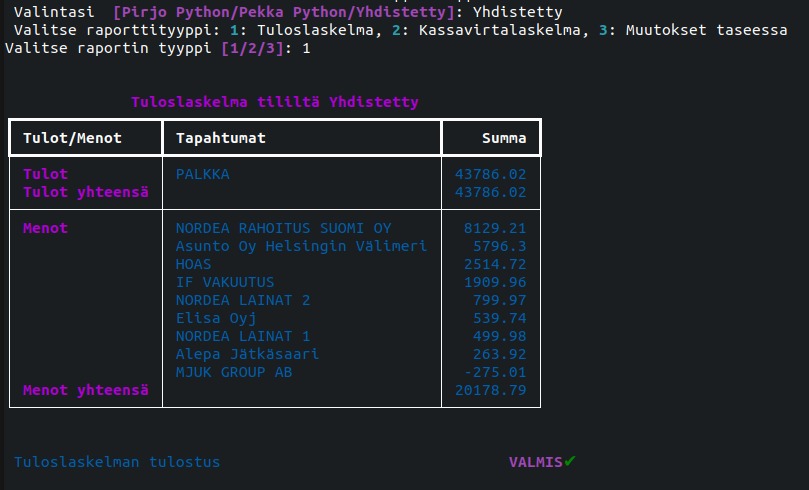 Valintasi [Pirjo Python/Pekka Python/Yhdistetty]: Yhdistetty
Valitse raporttityyppi: 1: Tuloslaskelma, 2: Kassavirtalaskelma, 3: Muutokset taseessa
Valitse raportin tyyppi [1/2/3]: 1
Tuloslaskelma tililtä Yhdistetty
Tulot/Menot Tapahtumat Summa
Tulot PALKKA 43786.02
Tulot yhteensä 43786.02
Menot NORDEA RAHOITUS SUOMI OY 8129.21
Asunto Oy Helsingin Välimeri 5796.3
HOAS 2514.72
IF VAKUUTUS 1909.96
NORDEA LAINAT 2 799.97
Elisa Oyj 539.74
NORDEA LAINAT 1 499.98
Alepa Jätkäsaari 263.92
MJUK GROUP AB -275.01
Menot yhteensä 20178.79
Tuloslaskelman tulostus VALMIS✔